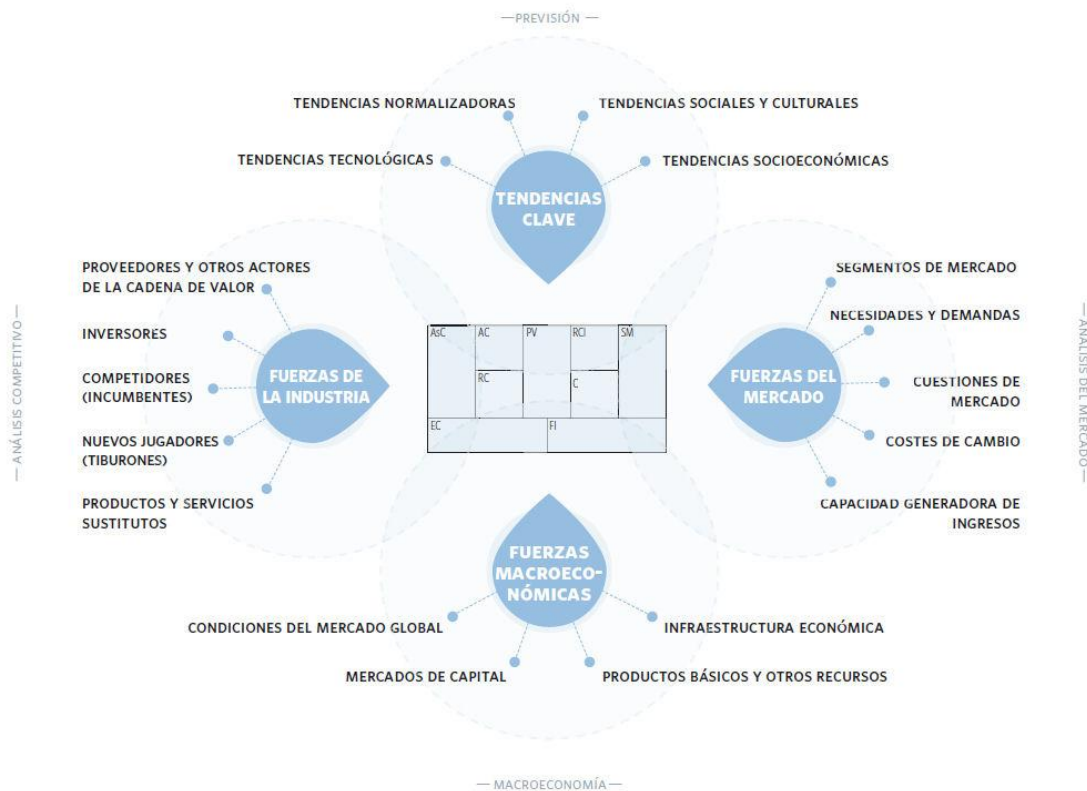 — PREVISIÓN —
TENDENCIAS NORMALIZADORAS
TENDENCIAS SOCIALES Y CULTURALES
TENDENCIAS TECNOLÓGICAS
TENDENCIAS SOCIOECONÓMICAS
TENDENCIAS
CLAVE
— ANÁLISIS COMPETITIVO —
PROVEEDORES Y OTROS ACTORES
DE LA CADENA DE VALOR
INVERSORES
COMPETIDORES
(INCUMBENTES)
NUEVOS JUGADORES
(TIBURONES)
PRODUCTOS Y SERVICIOS
SUSTITUTOS
FUERZAS DE
LA INDUSTRIA
AsC
AC
PV
RCl
SM
RC
C
EC
FI
FUERZAS DEL
MERCADO
SEGMENTOS DE MERCADO
NECESIDADES Y DEMANDAS
CUESTIONES DE
MERCADO
COSTES DE CAMBIO
CAPACIDAD GENERADORA DE
INGRESOS
— ANÁLISIS DEL MERCADO —
FUERZAS
MACROECO-
NÓMICAS
CONDICIONES DEL MERCADO GLOBAL
INFRAESTRUCTURA ECONÓMICA
MERCADOS DE CAPITAL
PRODUCTOS BÁSICOS Y OTROS RECURSOS
— MACROECONOMÍA —